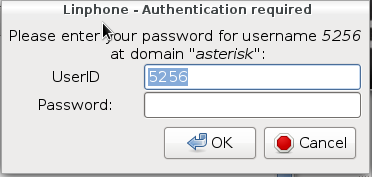 Linphone - Authentication required
Please enter your password for username 5256
at domain "asterisk":
UserID 5256
Password:
OK Cancel